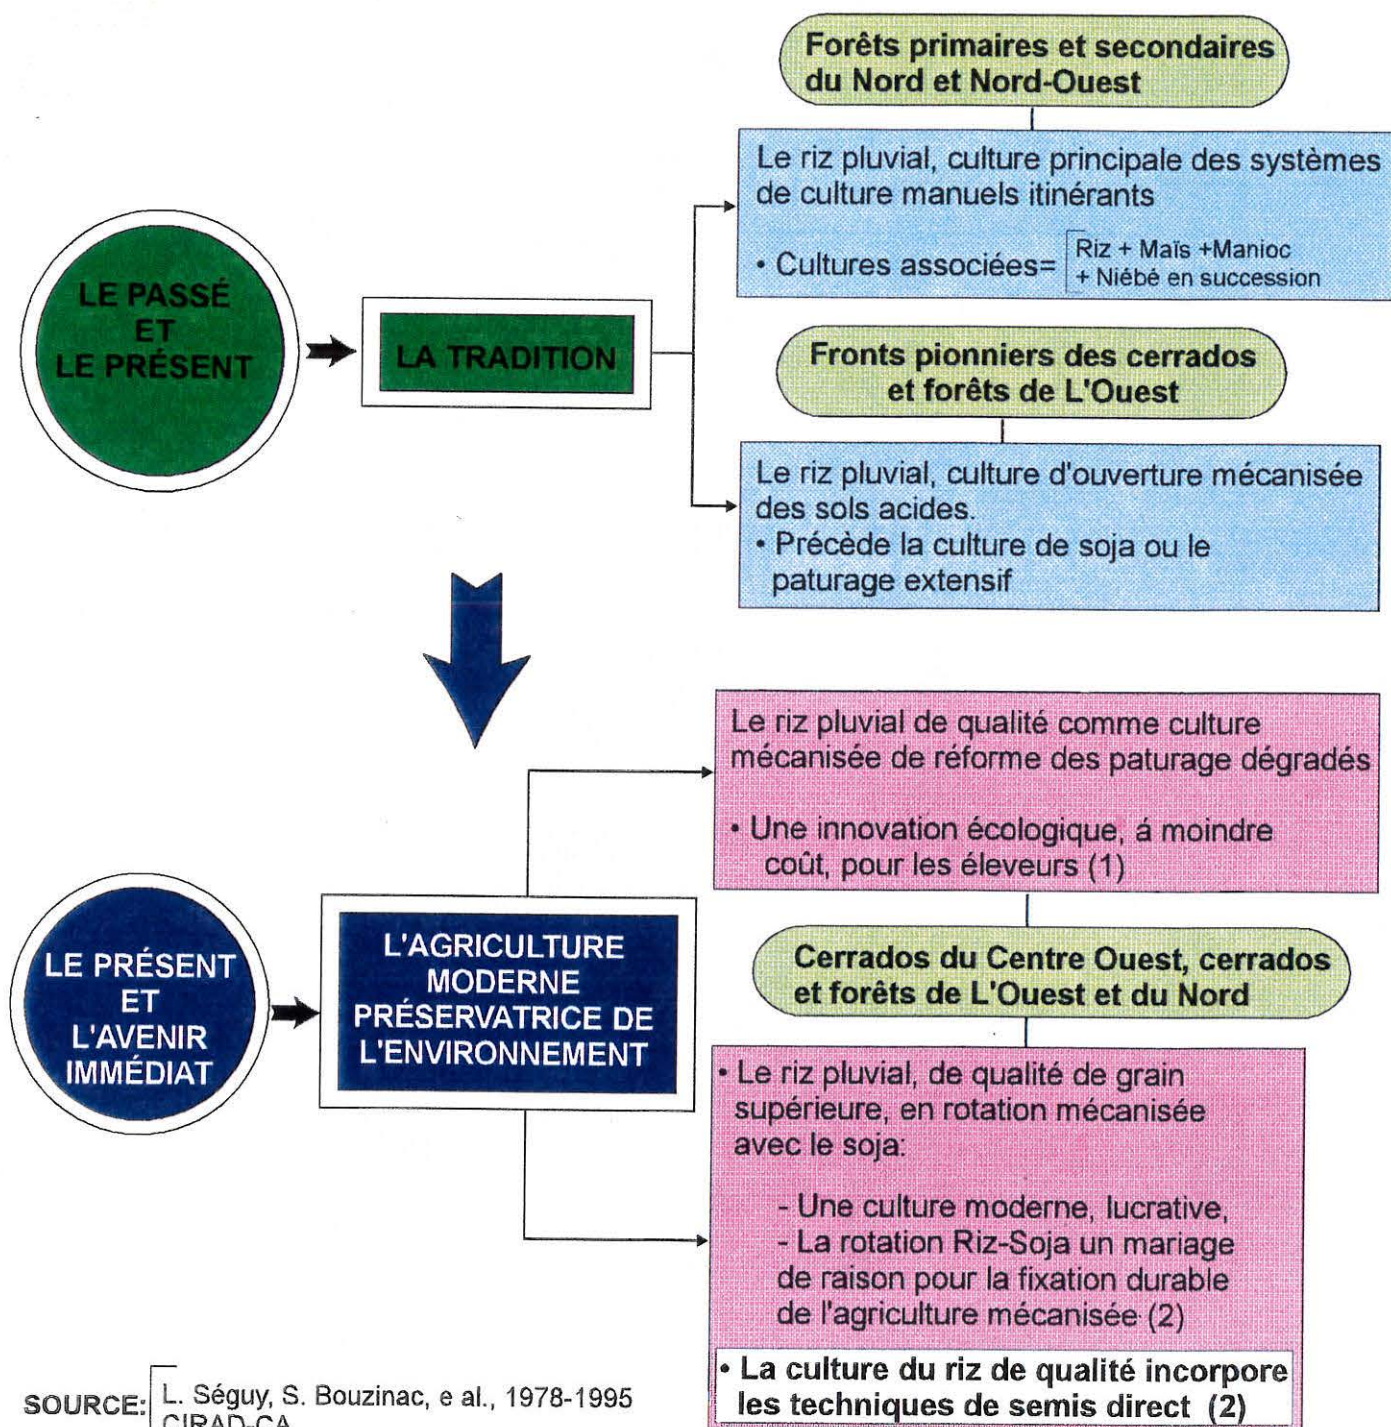 Forêts primaires et secondaires
du Nord et Nord-Ouest
Le riz pluvial, culture principale des systèmes
de culture manuels itinérants
• Cultures associées=
Riz + Maïs +Manioc
+ Niébé en succession
LE PASSÉ
ET
LE PRÉSENT
LA TRADITION
Fronts pionniers des cerrados
et forêts de L'Ouest
Le riz pluvial, culture d'ouverture mécanisée
des sols acides.
• Précède la culture de soja ou le
paturage extensif
Le riz pluvial de qualité comme culture
mécanisée de réforme des paturage dégradés
• Une innovation écologique, á moindre
coût, pour les éleveurs (1)
LE PRÉSENT
ET
L'AVENIR
IMMÉDIAT
L'AGRICULTURE
MODERNE
PRÉSERVATRICE DE
L'ENVIRONNEMENT
Cerrados du Centre Ouest, cerrados
et forêts de L'Ouest et du Nord
• Le riz pluvial, de qualité de grain
supérieure, en rotation mécanisée
avec le soja:
- Une culture moderne, lucrative,
- La rotation Riz-Soja un mariage
de raison pour la fixation durable
de l'agriculture mécanisée (2)
• La culture du riz de qualité incorpore
les techniques de semis direct (2)
SOURCE:
L. Séguy, S. Bouzinac, e al., 1978-1995
CIRAD-CA